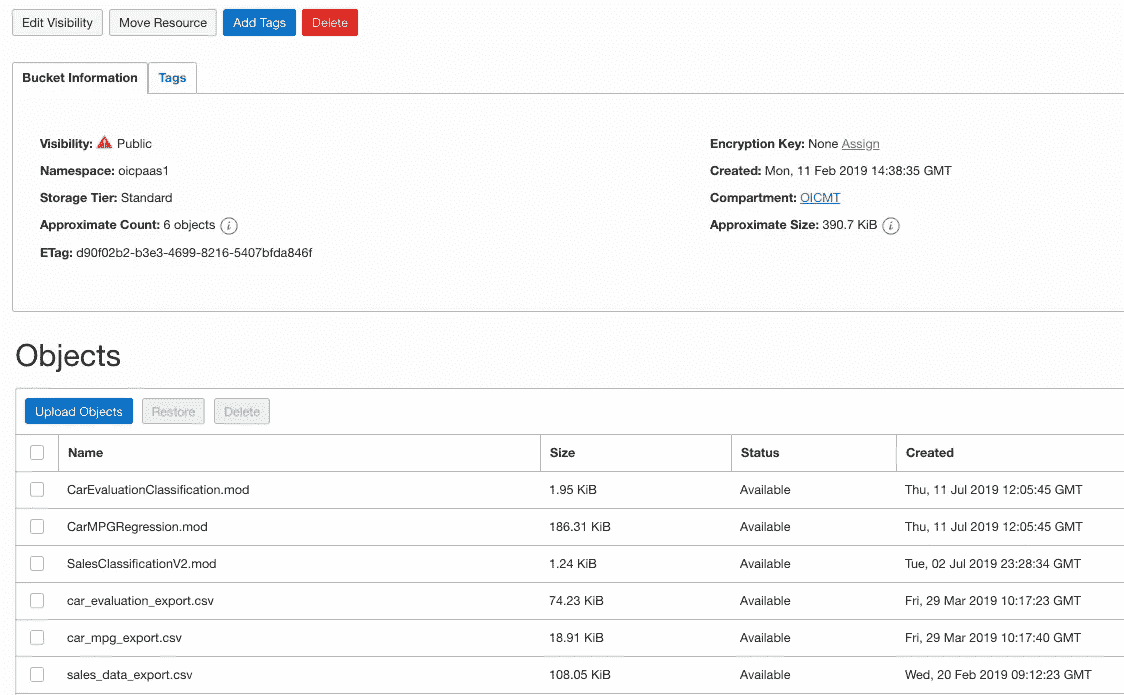 Edit Visibility Move Resource Add Tags Delete
Bucket Information Tags
Visibility: Public
Namespace: oicpaas1
Storage Tier: Standard
Approximate Count: 6 objects i
ETag: d90f02b2-b3e3-4699-8216-5407bfda846f
Encryption Key: None Assign
Created: Mon, 11 Feb 2019 14:38:35 GMT
Compartment: OICMT
Approximate Size: 390.7 KiB i
Objects
Upload Objects Restore Delete
Name Size Status Created
CarEvaluationClassification.mod 1.95 KiB Available Thu, 11 Jul 2019 12:05:45 GMT
CarMPGRegression.mod 186.31 KiB Available Thu, 11 Jul 2019 12:05:45 GMT
SalesClassificationV2.mod 1.24 KiB Available Tue, 02 Jul 2019 23:28:34 GMT
car_evaluation_export.csv 74.23 KiB Available Fri, 29 Mar 2019 10:17:23 GMT
car_mpg_export.csv 18.91 KiB Available Fri, 29 Mar 2019 10:17:40 GMT
sales_data_export.csv 108.05 KiB Available Wed, 20 Feb 2019 09:12:23 GMT